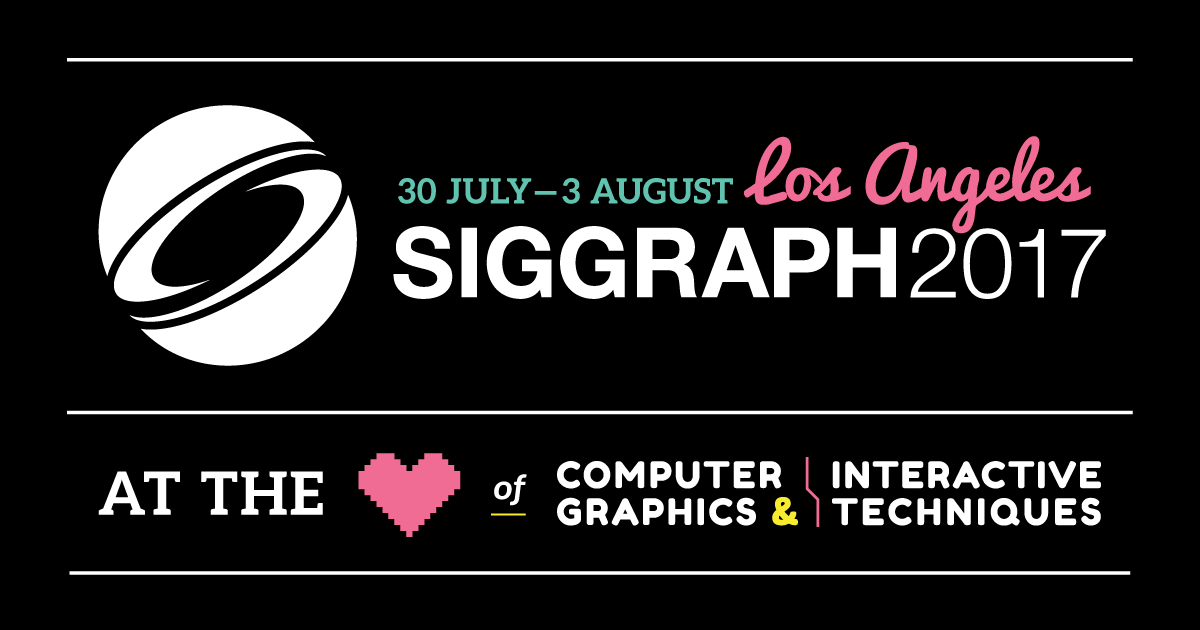 30 JULY – 3 AUGUST Los Angeles
SIGGRAPH2017
AT THE of COMPUTER GRAPHICS & INTERACTIVE TECHNIQUES